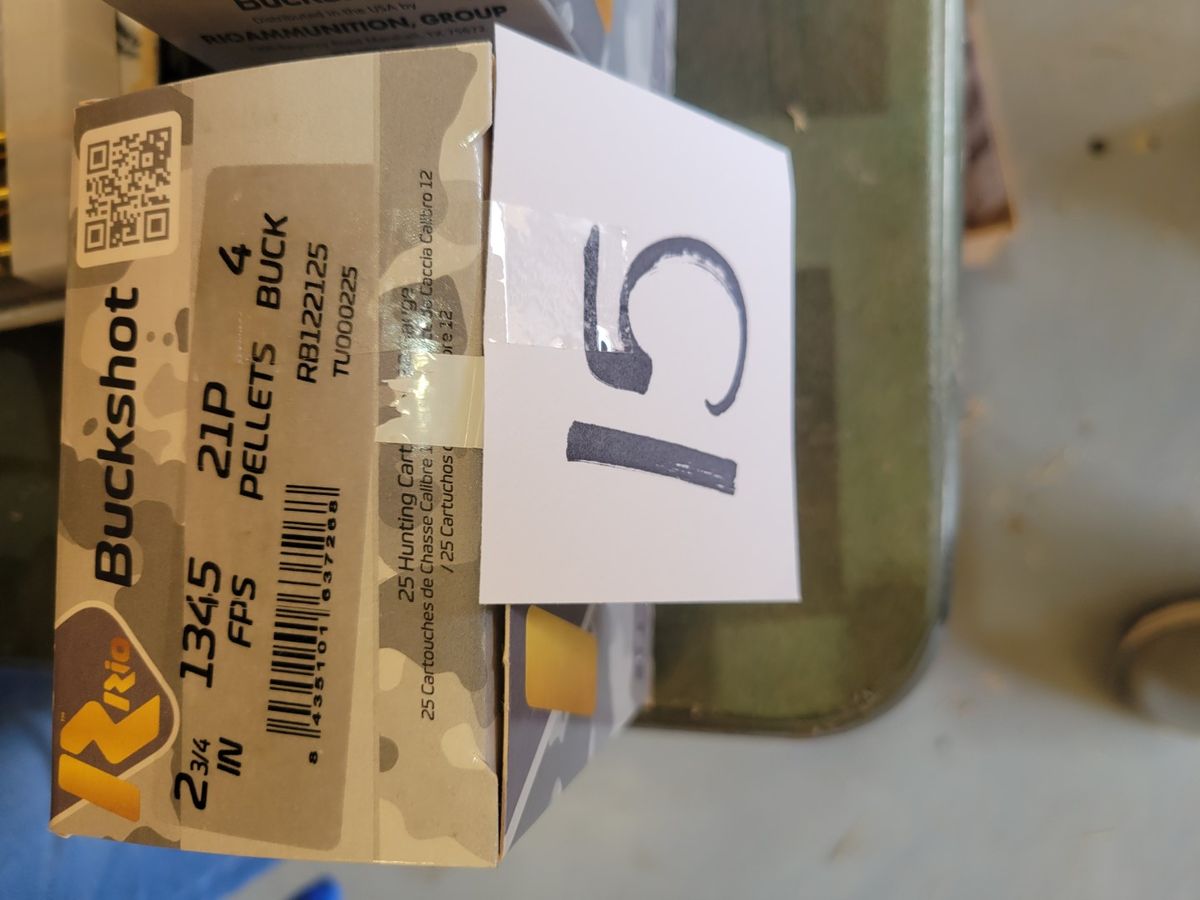 Distributed in the USA by
RIOAMMUNITION, GROUP
Rio
TM
Buckshot
2 3/4 1345 21P 4
IN FPS PELLETS BUCK
RB122125
TU000225
8 435101 637268
25 Hunting Cart
25 Cartouches de Chasse Calibre Caccia Calibro 12
/ 25 Cartuchos 12
15